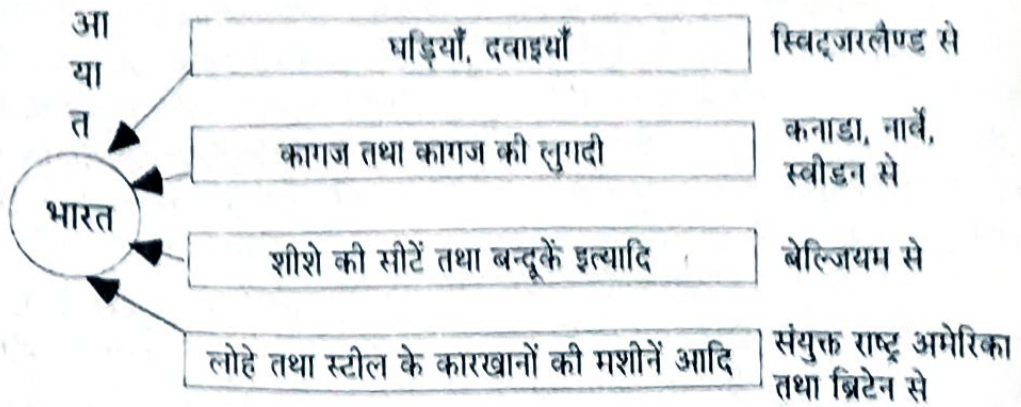 आ
या
त
घड़ियाँ, दवाइयाँ
स्विट्जरलैण्ड से
कागज तथा कागज की लुगदी
कनाडा, नार्वे,
स्वीडन से
भारत
शीशे की सीटें तथा बन्दूकें इत्यादि
बेल्जियम से
लोहे तथा स्टील के कारखानों की मशीनें आदि
संयुक्त राष्ट्र अमेरिका
तथा ब्रिटेन से